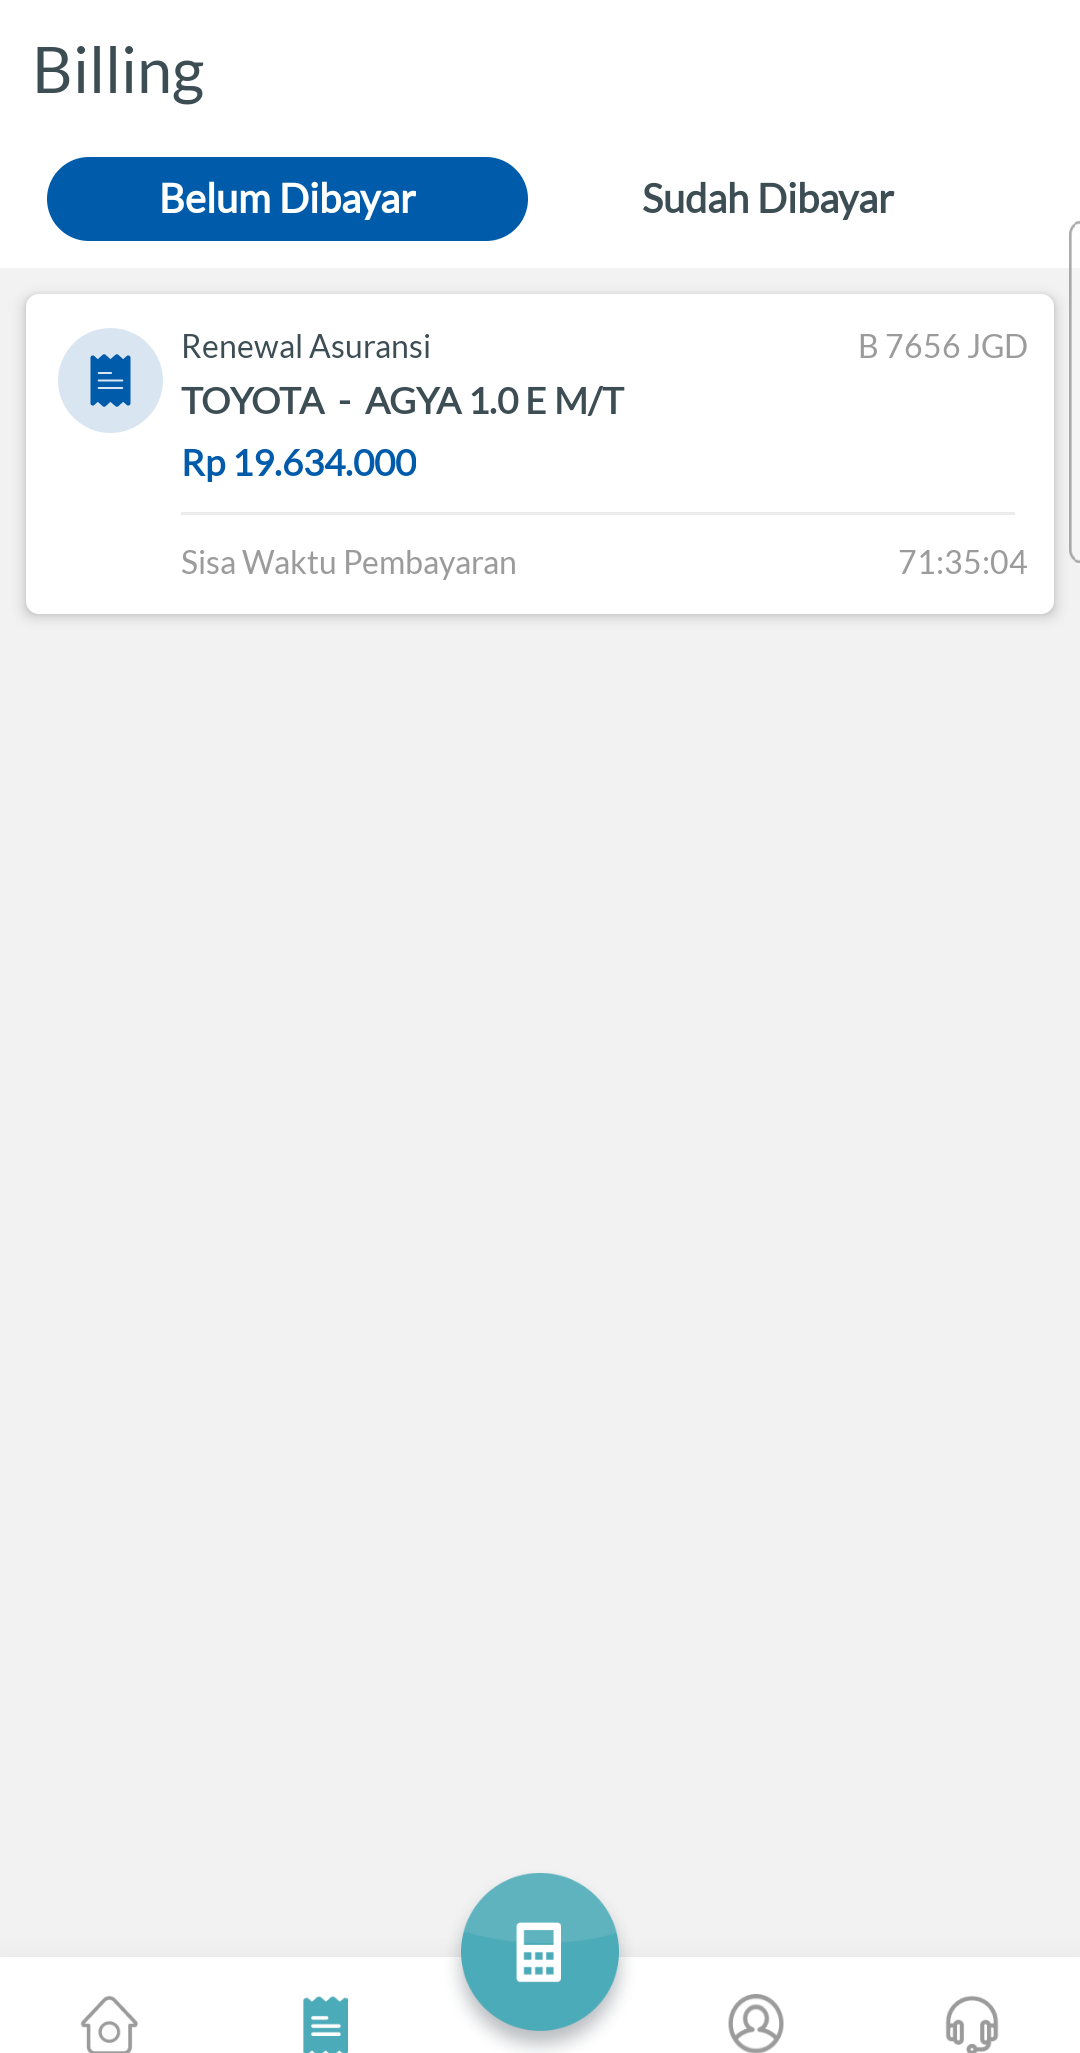 Billing
Belum Dibayar Sudah Dibayar
Renewal Asuransi B 7656 JGD
TOYOTA - AGYA 1.0 E M/T
Rp 19.634.000
Sisa Waktu Pembayaran 71:35:04